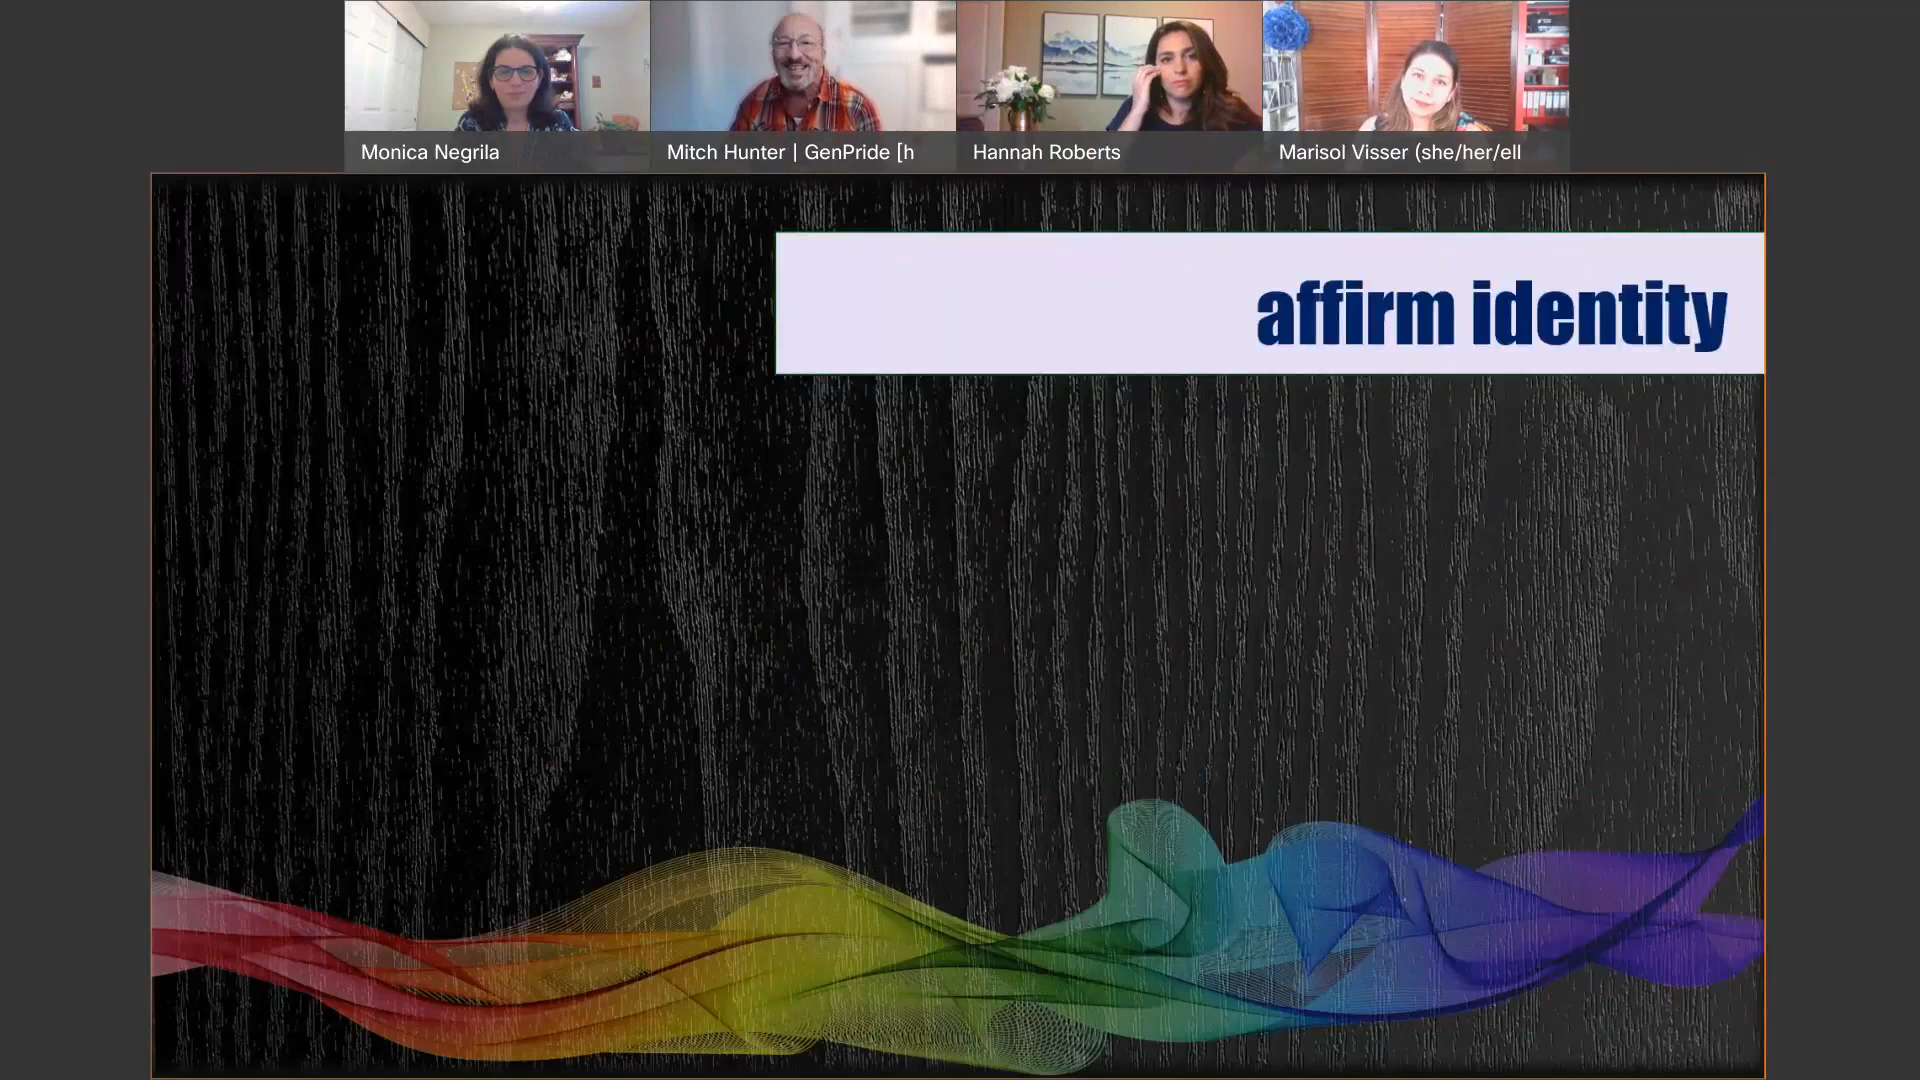 Monica Negrila
Mitch Hunter | GenPride [h
Hannah Roberts
Marisol Visser (she/her/ell
affirm identity